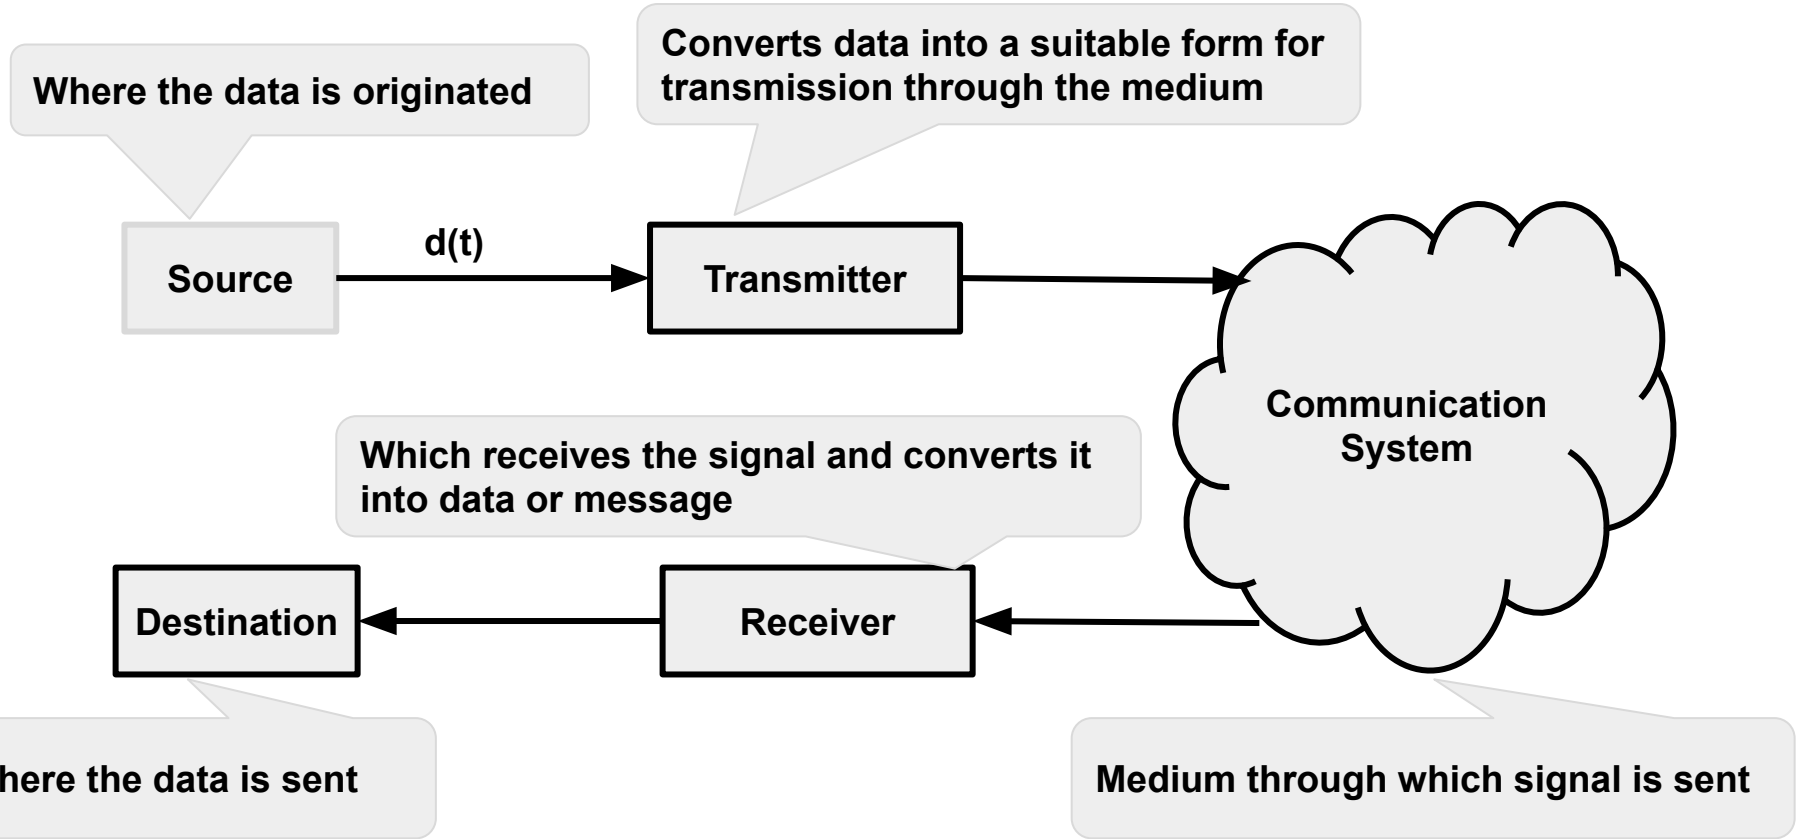 Converts data into a suitable form for
transmission through the medium
Where the data is originated
d(t)
Source
Transmitter
Communication
System
Which receives the signal and converts it
into data or message
Destination
Receiver
the data is sent
Medium through which signal is sent